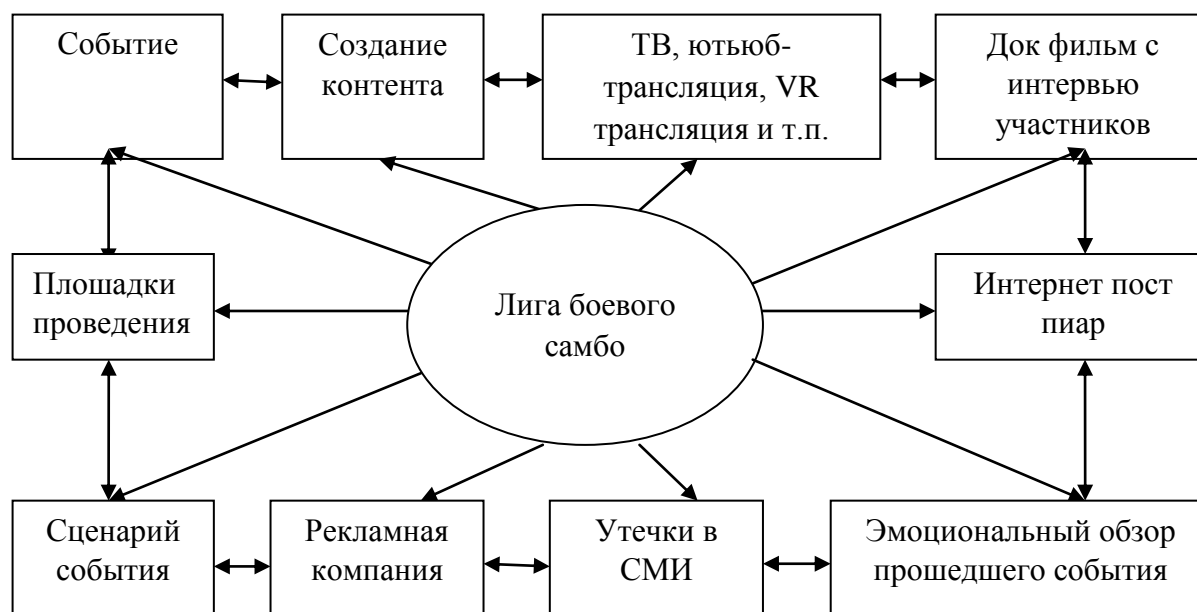 Событие
Создание
контента
ТВ, ютьюб-
трансляция, VR
трансляция и т.п.
Док фильм с
интервью
участников
Плошадки
проведения
Лига боевого
самбо
Интернет пост
пиар
Сценарий
события
Рекламная
компания
Утечки в
СМИ
Эмоциональный обзор
прошедшего события